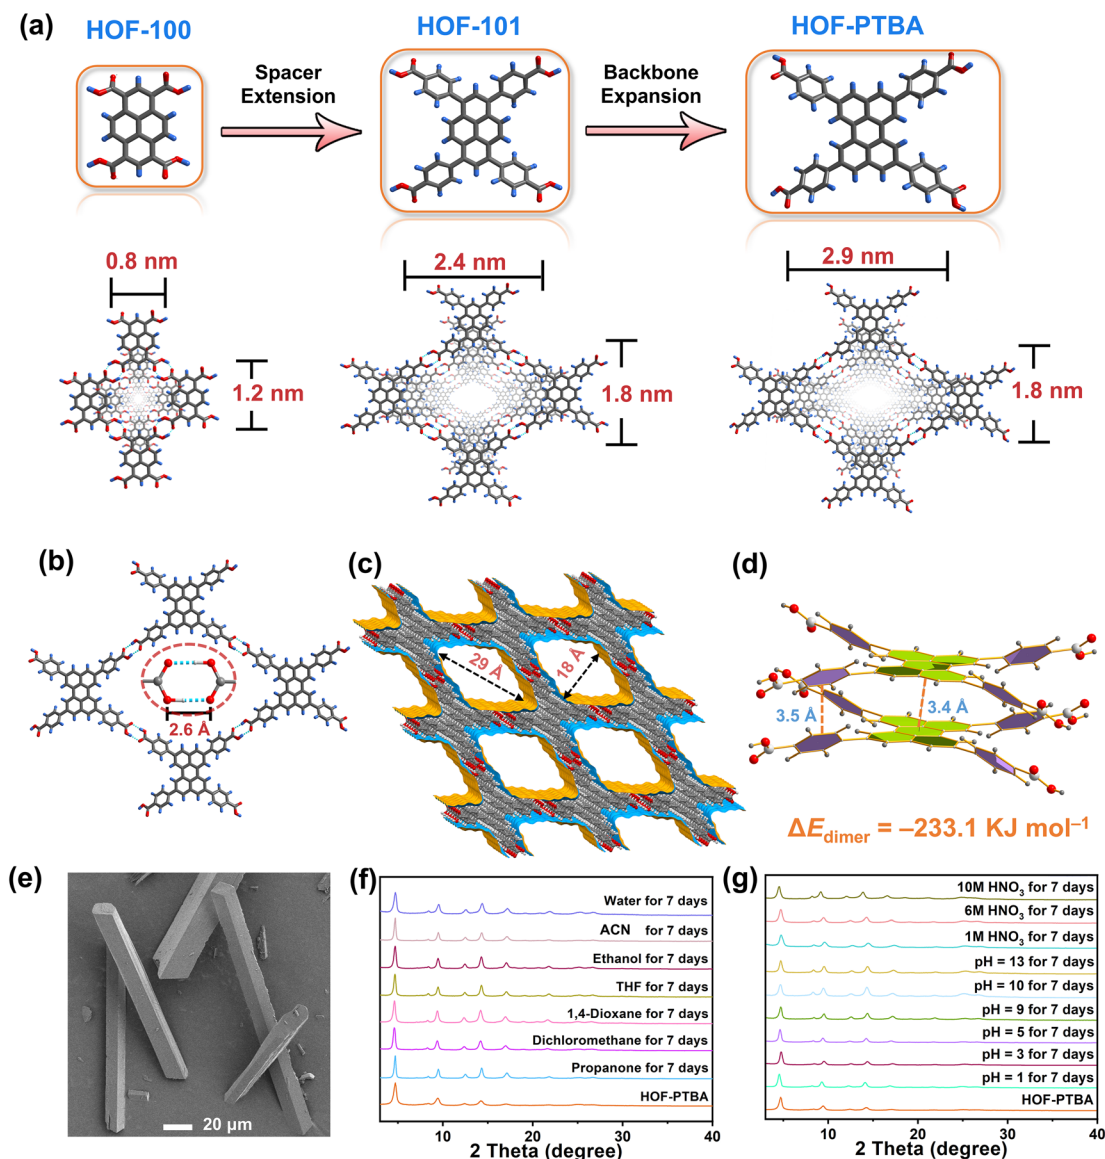 (a)
HOF-100
HOF-101
HOF-PTBA
Spacer
Extension
Backbone
Expansion
0.8 nm
2.4 nm
2.9 nm
1.2 nm
1.8 nm
1.8 nm
(b)
2.6 Å
(c)
29 Å
18 Å
(d)
3.5 Å
3.4 Å
ΔE_dimer = –233.1 KJ mol⁻¹
(e)
20 μm
(f)
Water for 7 days
ACN for 7 days
Ethanol for 7 days
THF for 7 days
1,4-Dioxane for 7 days
Dichloromethane for 7 days
Propanone for 7 days
HOF-PTBA
10 20 30 40
2 Theta (degree)
(g)
10M HNO₃ for 7 days
6M HNO₃ for 7 days
1M HNO₃ for 7 days
pH = 13 for 7 days
pH = 10 for 7 days
pH = 9 for 7 days
pH = 5 for 7 days
pH = 3 for 7 days
pH = 1 for 7 days
HOF-PTBA
10 20 30 40
2 Theta (degree)